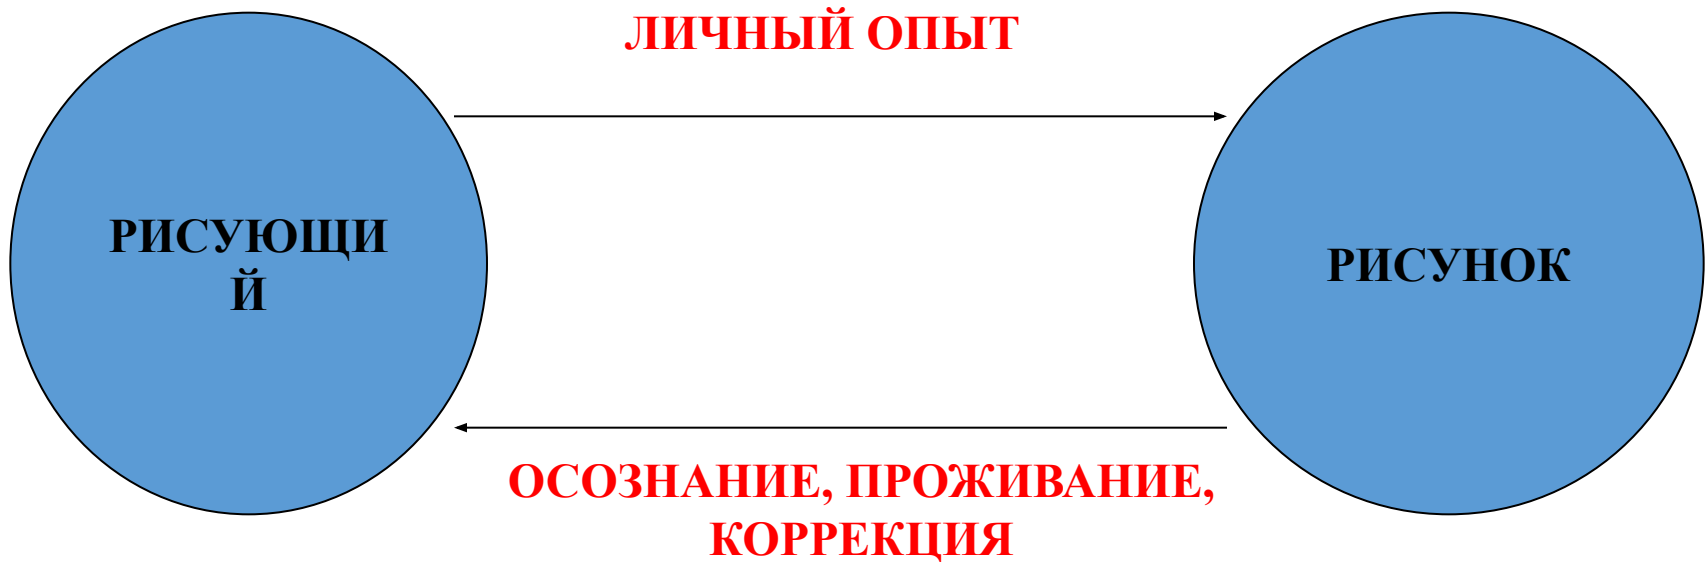 ЛИЧНЫЙ ОПЫТ
РИСУЮЩИ
Й
РИСУНОК
ОСОЗНАНИЕ, ПРОЖИВАНИЕ,
КОРРЕКЦИЯ